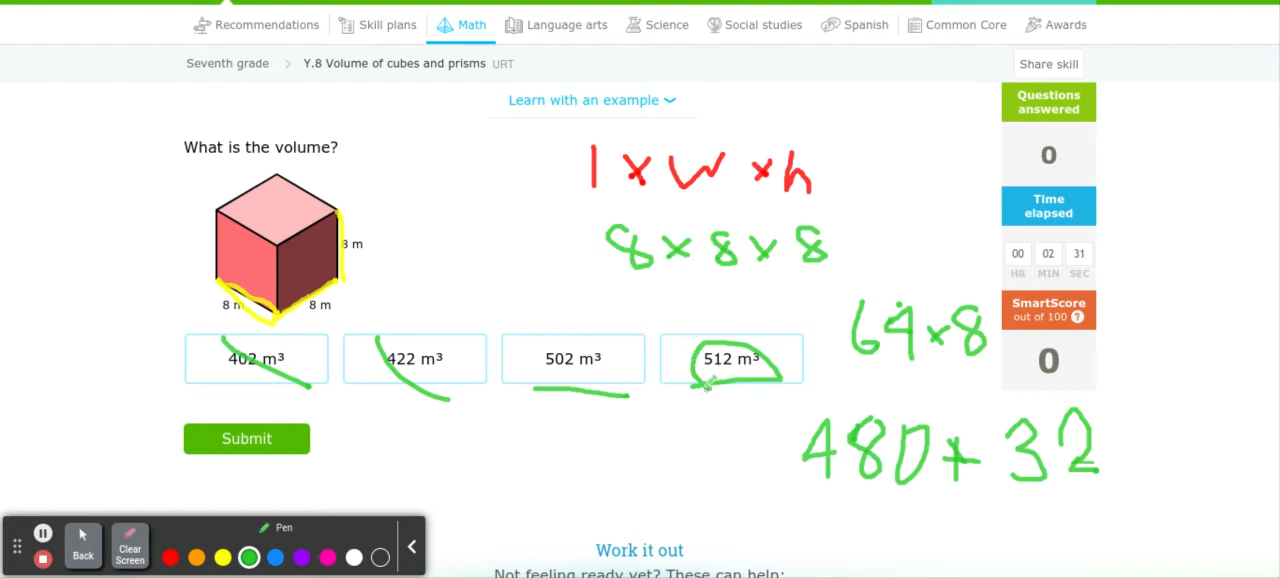 Recommendations Skill plans Math Language arts Science Social studies Spanish Common Core Awards
Seventh grade > Y.8 Volume of cubes and prisms URT
Share skill
Learn with an example
Questions answered
0
What is the volume?
l x w x h
8 m
8 m 8 m
8 x 8 x 8
Time elapsed
00 02 31
HR MIN SEC
64 x 8
SmartScore
out of 100 ?
0
402 m³ 422 m³ 502 m³ 512 m³
480 + 32
Submit
Pen
Back
Clear Screen
Work it out
Not feeling ready yet? These can help: